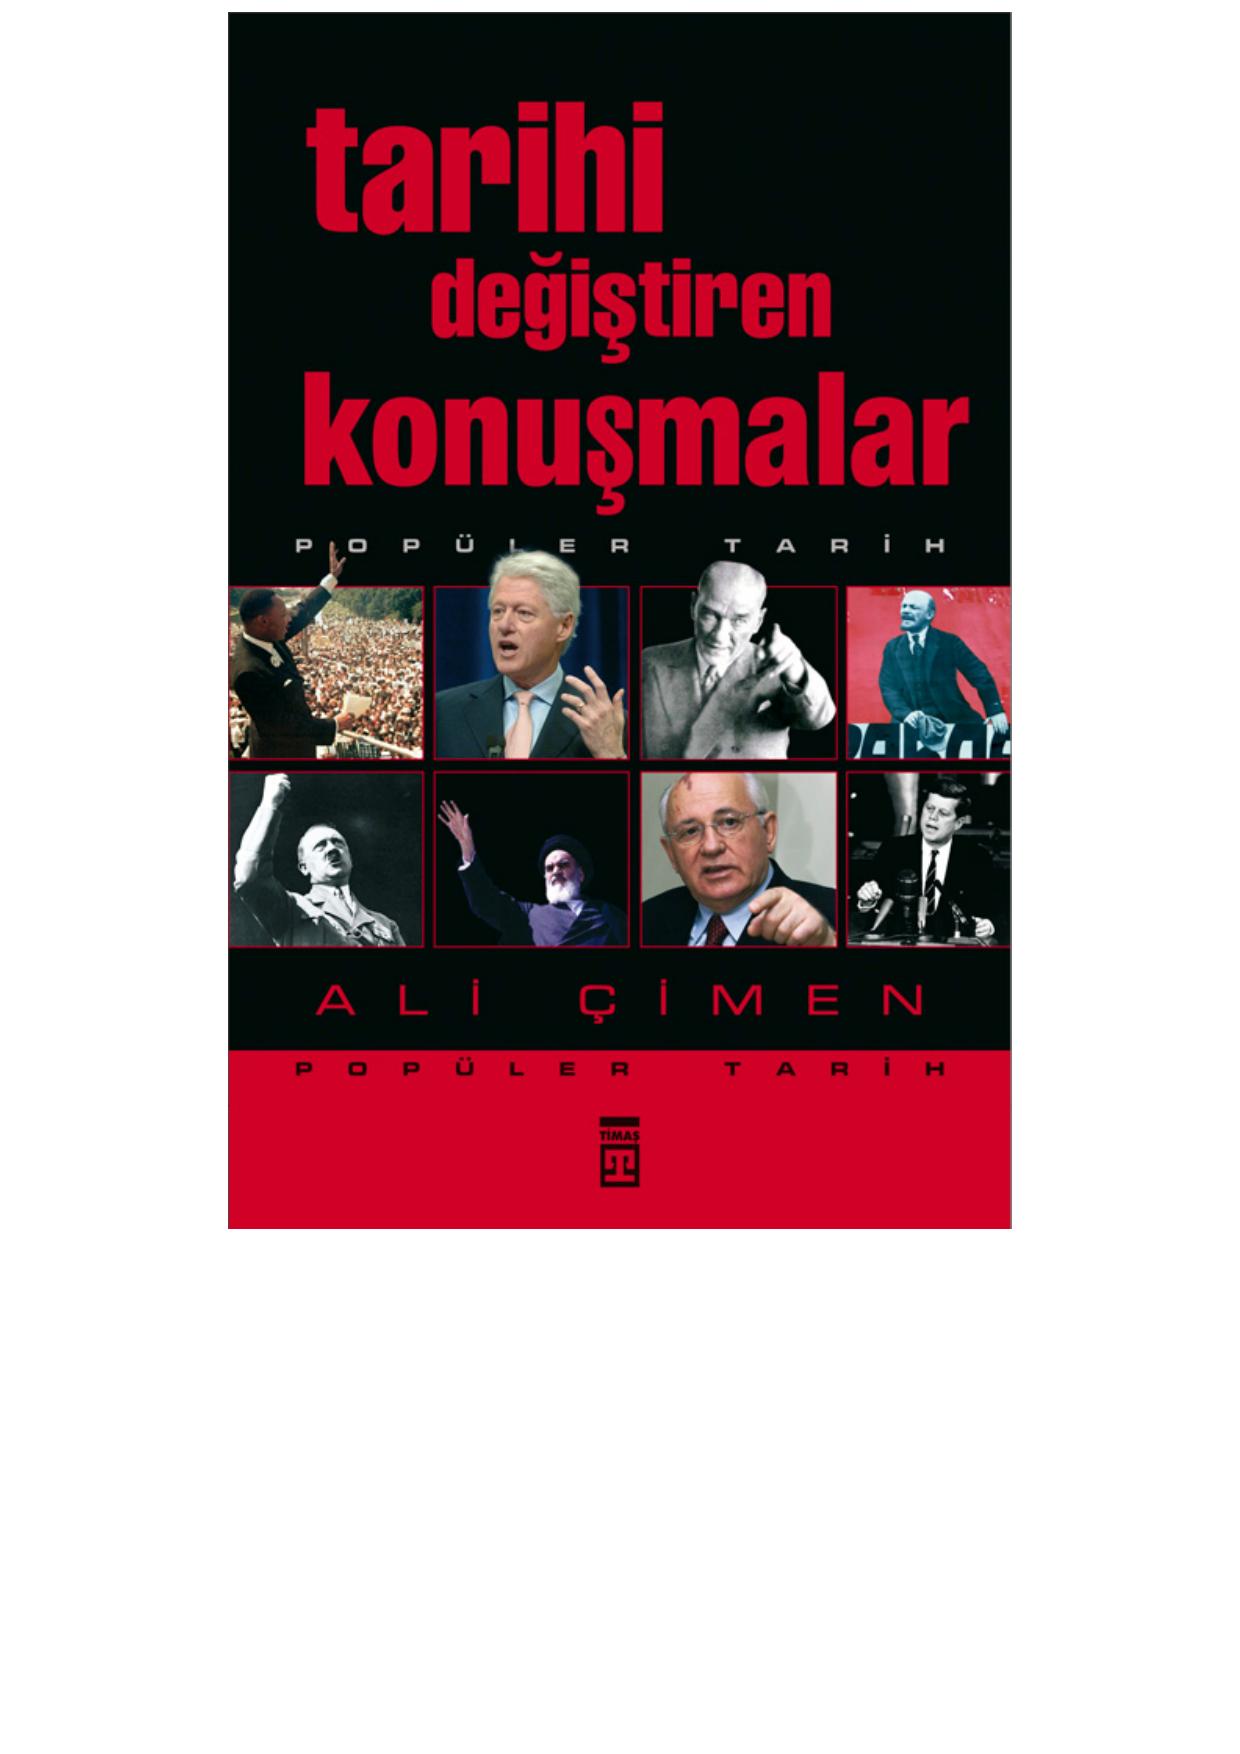 tarihi
değiştiren
konuşmalar
POPÜLER TARİH
ALİ ÇİMEN
POPÜLER TARİH
TİMAŞ